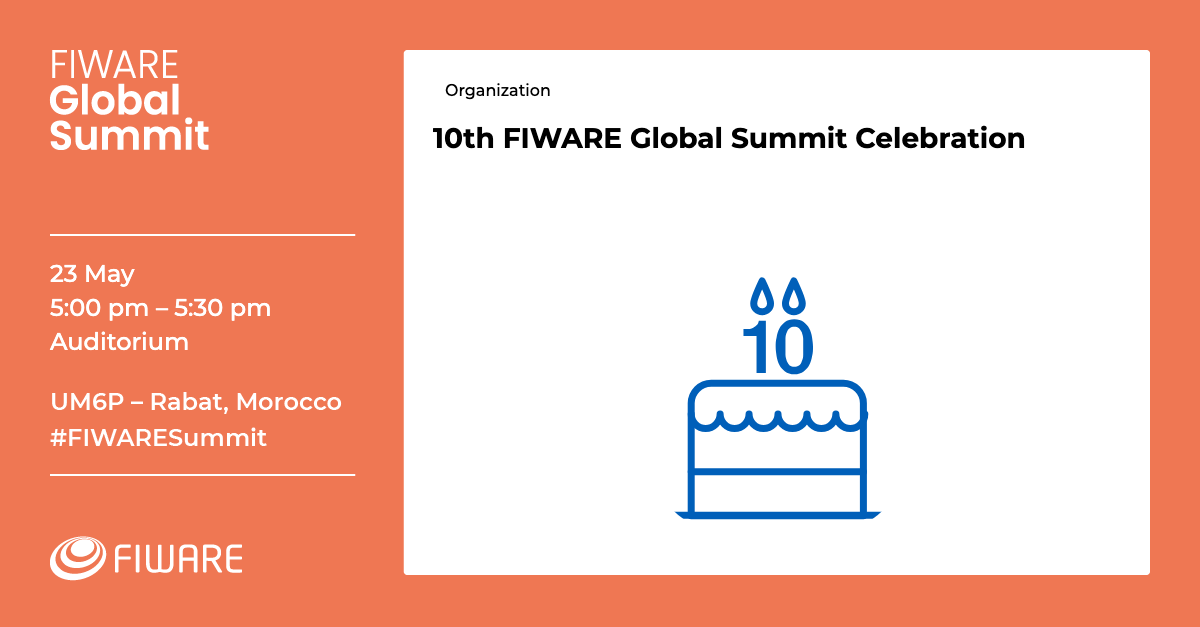 FIWARE
Global
Summit
23 May
5:00 pm – 5:30 pm
Auditorium
UM6P – Rabat, Morocco
#FIWARESummit
FIWARE
Organization
10th FIWARE Global Summit Celebration
10